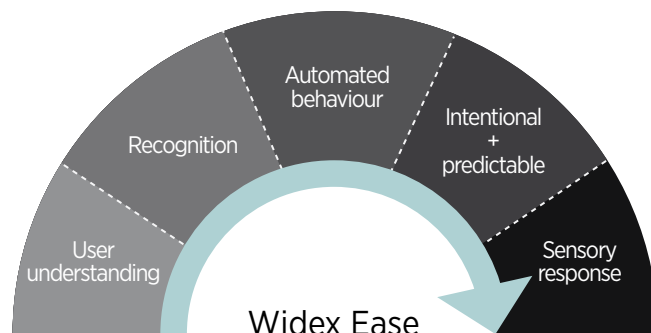 User
understanding
Recognition
Automated
behaviour
Intentional
+
predictable
Sensory
response
Widex Ease